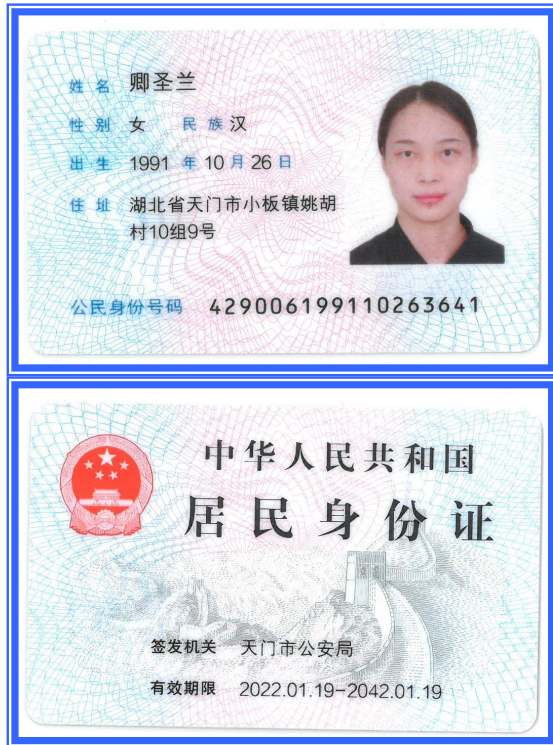 姓 名 卿圣兰
性 别 女 民 族 汉
出 生 1991 年 10 月 26 日
住 址 湖北省天门市小板镇姚胡
村10组9号
公民身份号码 429006199110263641
中华人民共和国
居民身份证
签发机关 天门市公安局
有效期限 2022.01.19-2042.01.19